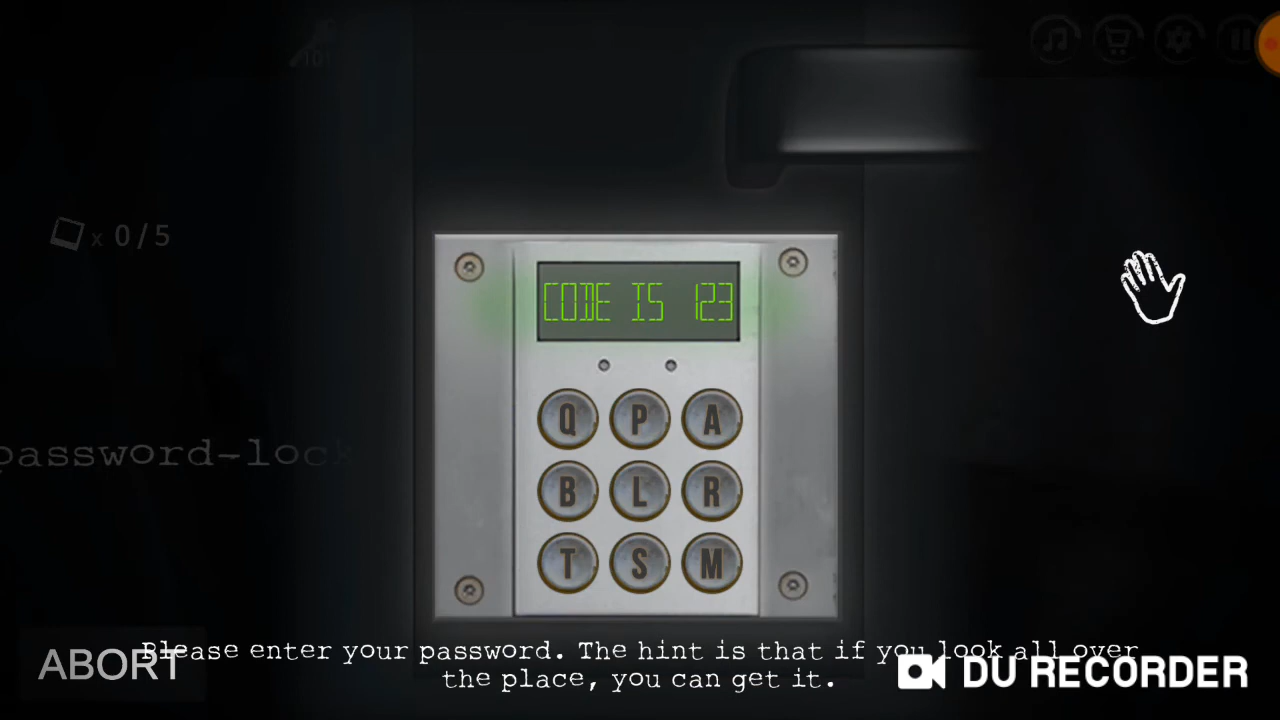 101
x 0/5
CODE IS 123
Q P A
B L R
T S M
password-lock
ABORT
Please enter your password. The hint is that if you look all over
the place, you can get it.
DU RECORDER